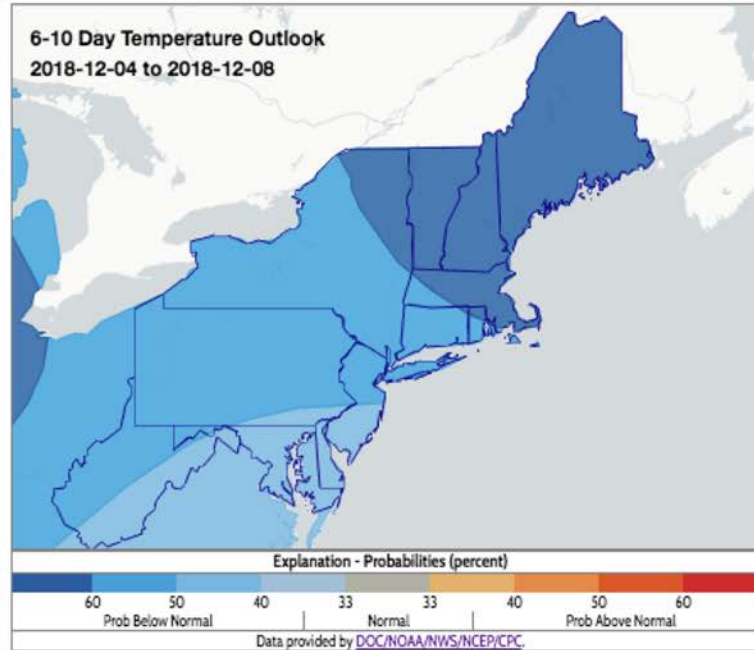 6-10 Day Temperature Outlook
2018-12-04 to 2018-12-08
Explanation - Probabilities (percent)
60 50 40 33 33 40 50 60
Prob Below Normal | Normal | Prob Above Normal
Data provided by DOC/NOAA/NWS/NCEP/CPC.